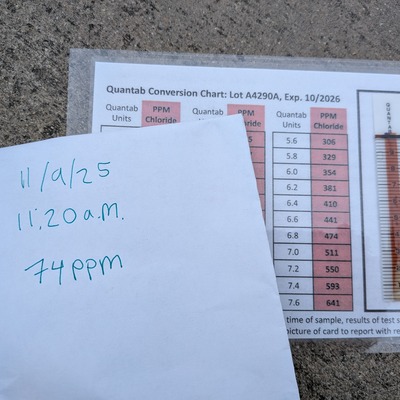 Quantab Conversion Chart: Lot A4290A, Exp. 10/2026
Quantab Units PPM Chloride Quantab PPM Quantab Units PPM Chloride
5.6 306
5.8 329
6.0 354
6.2 381
6.4 410
6.6 441
6.8 474
7.0 511
7.2 550
7.4 593
7.6 641
QUANTAB
time of sample, results of test
picture of card to report with
11/9/25
11:20 a.m.
74 ppm